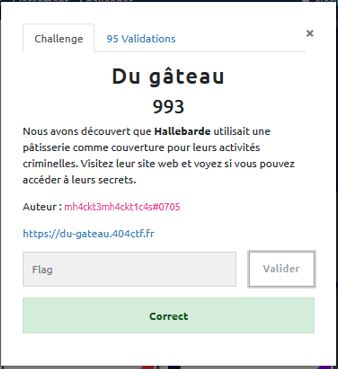 Challenge
95 Validations
×
Du gâteau
993
Nous avons découvert que Hallebarde utilisait une
pâtisserie comme couverture pour leurs activités
criminelles. Visitez leur site web et voyez si vous pouvez
accéder à leurs secrets.
Auteur : mh4ckt3mh4ckt1c4s#0705
https://du-gateau.404ctf.fr
Flag
Valider
Correct